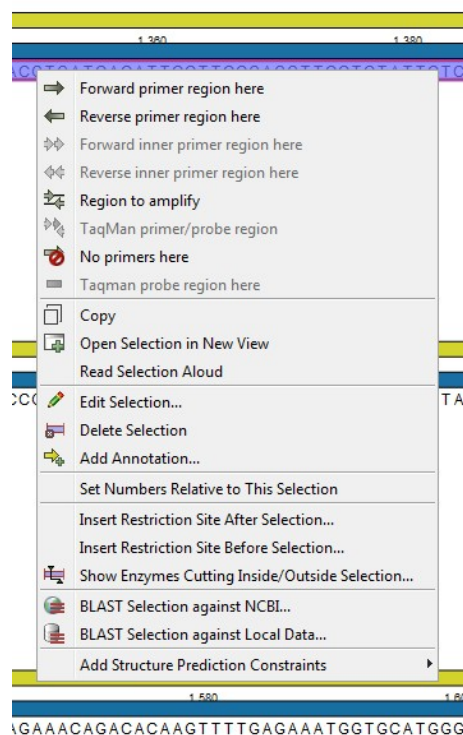 1.360 1.380
Forward primer region here
Reverse primer region here
Forward inner primer region here
Reverse inner primer region here
Region to amplify
TaqMan primer/probe region
No primers here
Taqman probe region here
Copy
Open Selection in New View
Read Selection Aloud
Edit Selection...
Delete Selection
Add Annotation...
Set Numbers Relative to This Selection
Insert Restriction Site After Selection...
Insert Restriction Site Before Selection...
Show Enzymes Cutting Inside/Outside Selection...
BLAST Selection against NCBI...
BLAST Selection against Local Data...
Add Structure Prediction Constraints
1.580
AGAAACAGACACAAGTTTTGAGAAATGGTGCATGGG